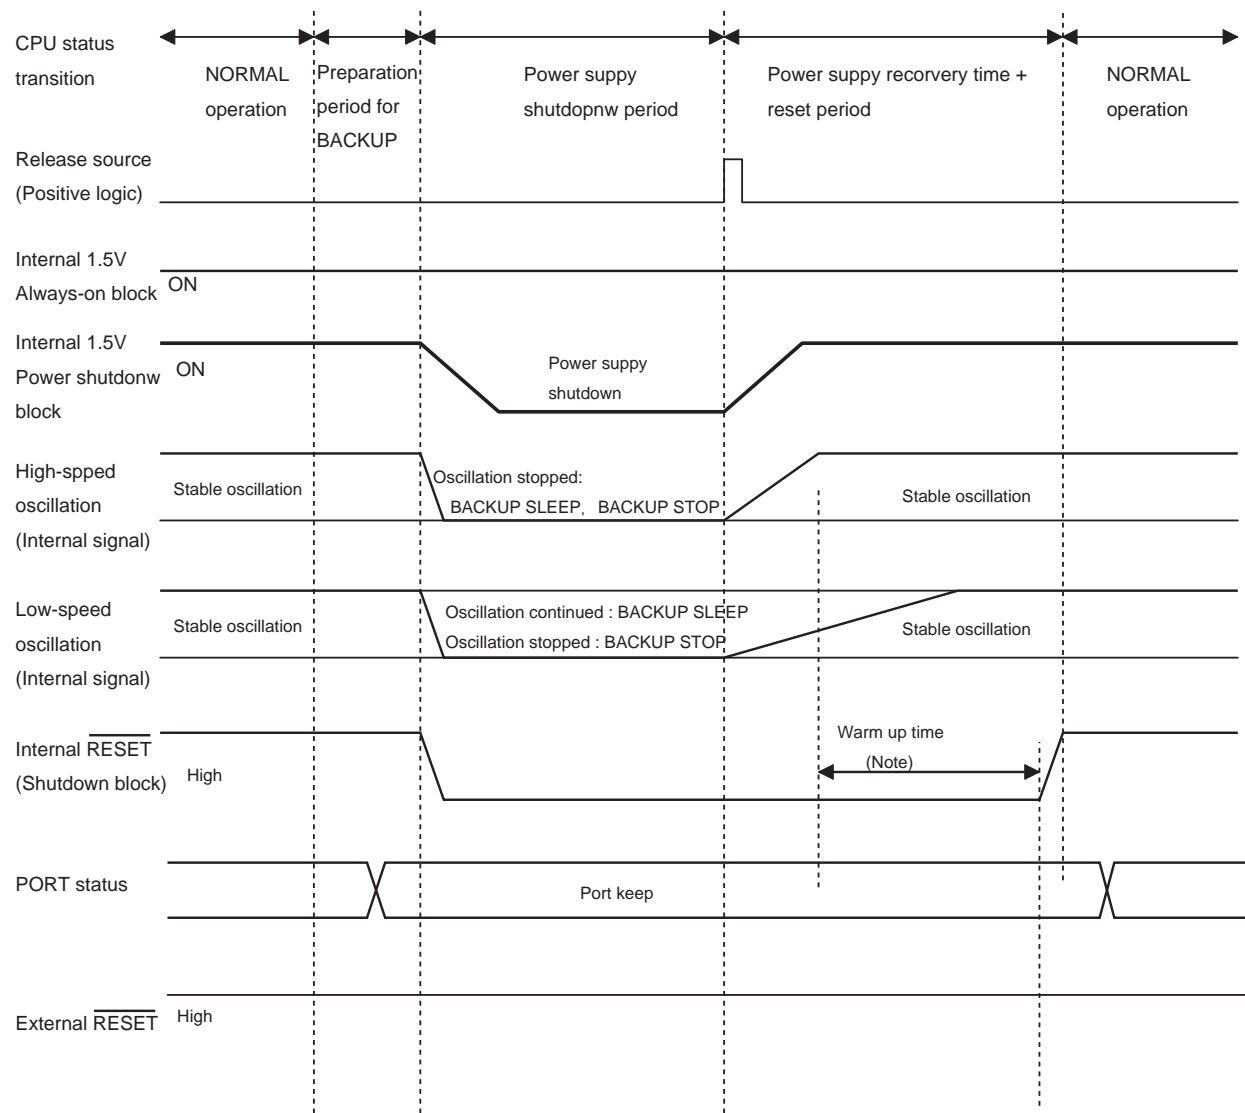 CPU status
transition
NORMAL
operation
Preparation
period for
BACKUP
Power suppy
shutdopnw period
Power suppy recorvery time +
reset period
NORMAL
operation
Release source
(Positive logic)
Internal 1.5V
Always-on block
ON
Internal 1.5V
Power shutdonw
block
ON
Power suppy
shutdown
High-spped
oscillation
(Internal signal)
Stable oscillation
Oscillation stopped:
BACKUP SLEEP, BACKUP STOP
Stable oscillation
Low-speed
oscillation
(Internal signal)
Stable oscillation
Oscillation continued : BACKUP SLEEP
Oscillation stopped : BACKUP STOP
Stable oscillation
Internal RESET
(Shutdown block)
High
Warm up time
(Note)
PORT status
Port keep
External RESET
High